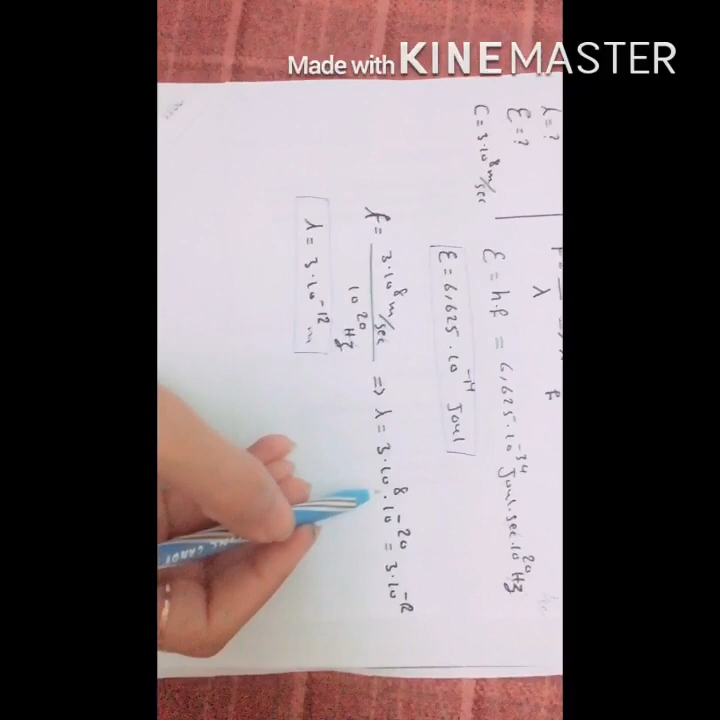 Made with KINEMASTER
λ = ?
ε = ?
C = 3.10⁸ m/sec
λ
f
ε = h.f = 6,625.10⁻³⁴ Joul.sec.10²⁰ Hz
ε = 6,625.10⁻¹⁴ Joul
f = 3.10⁸ m/sec / 10²⁰ Hz ⇒ λ = 3.10⁸.10⁻²⁰ = 3.10⁻¹²
λ = 3.10⁻¹² m